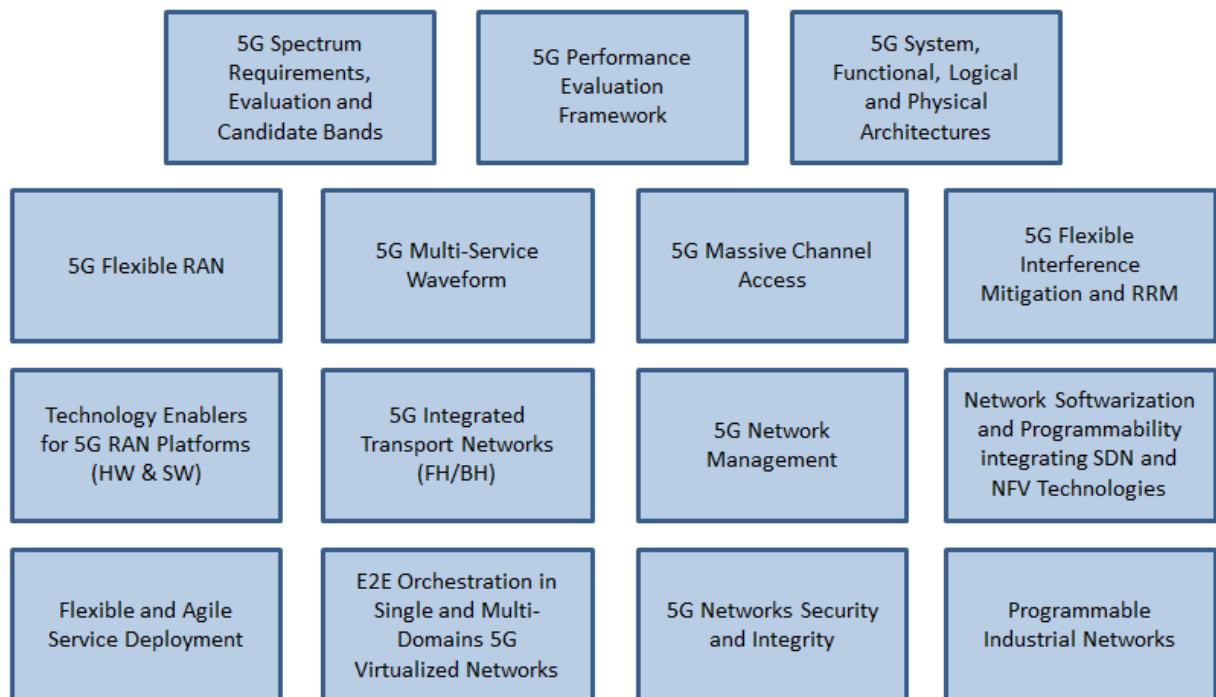 5G Spectrum
Requirements,
Evaluation and
Candidate Bands
5G Performance
Evaluation
Framework
5G System,
Functional, Logical
and Physical
Architectures
5G Flexible RAN
5G Multi-Service
Waveform
5G Massive Channel
Access
5G Flexible
Interference
Mitigation and RRM
Technology Enablers
for 5G RAN Platforms
(HW & SW)
5G Integrated
Transport Networks
(FH/BH)
5G Network
Management
Network Softwarization
and Programmability
integrating SDN and
NFV Technologies
Flexible and Agile
Service Deployment
E2E Orchestration in
Single and Multi-
Domains 5G
Virtualized Networks
5G Networks Security
and Integrity
Programmable
Industrial Networks